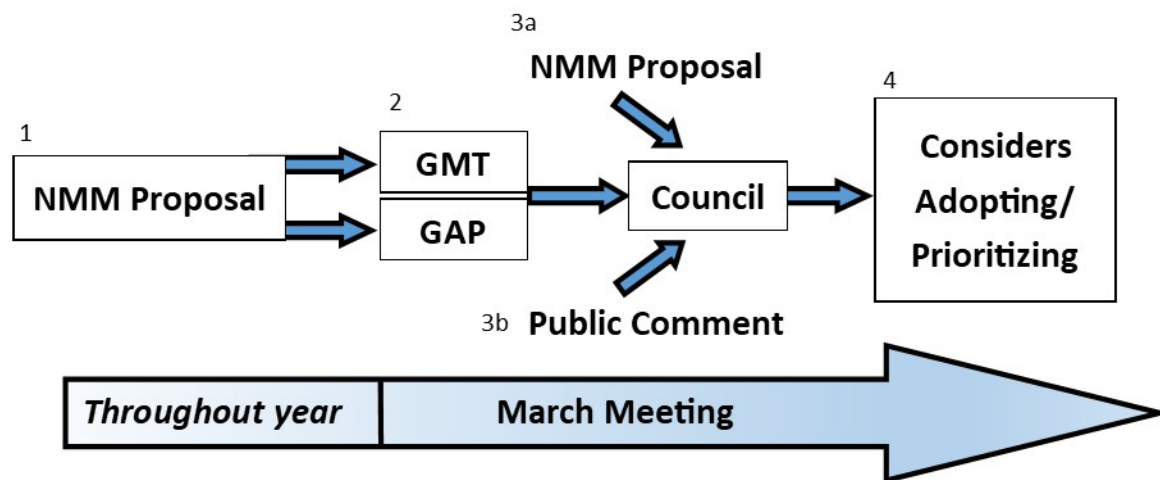 1
NMM Proposal
2
GMT
GAP
3a
NMM Proposal
Council
3b Public Comment
4
Considers
Adopting/
Prioritizing
Throughout year
March Meeting